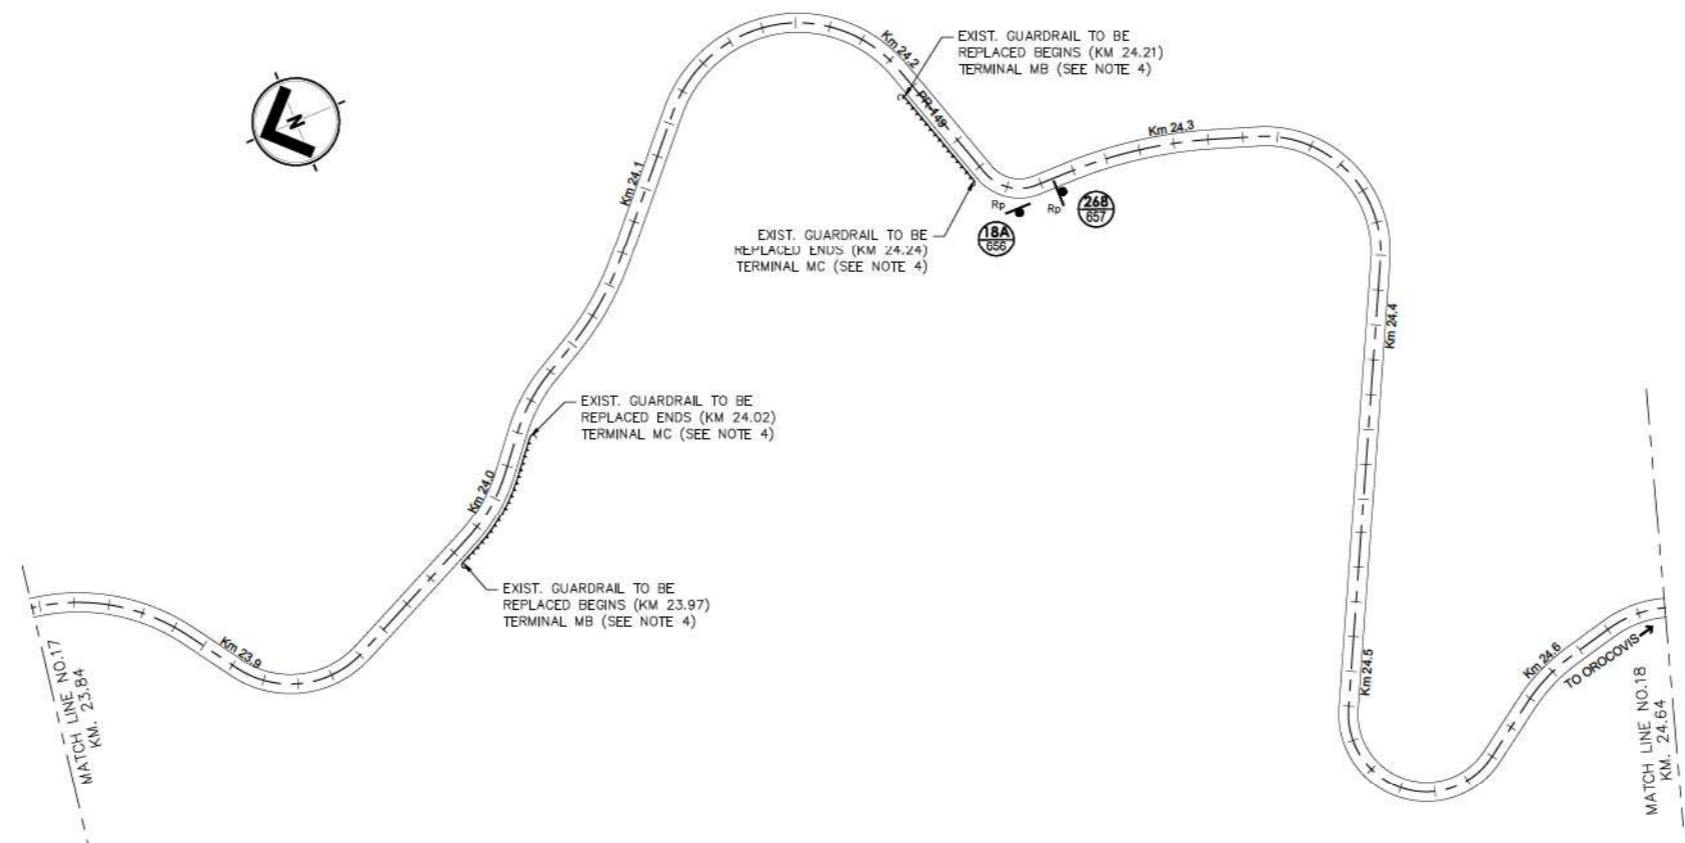 EXIST. GUARDRAIL TO BE
REPLACED BEGINS (KM 24.21)
TERMINAL MB (SEE NOTE 4)
Km 24.2
PR-149
N
Km 24.3
Km 24.1
Rp
Rp
268
657
18A
656
EXIST. GUARDRAIL TO BE
REPLACED ENDS (KM 24.24)
TERMINAL MC (SEE NOTE 4)
Km 24.4
EXIST. GUARDRAIL TO BE
REPLACED ENDS (KM 24.02)
TERMINAL MC (SEE NOTE 4)
Km 24.0
EXIST. GUARDRAIL TO BE
REPLACED BEGINS (KM 23.97)
TERMINAL MB (SEE NOTE 4)
Km 23.9
MATCH LINE NO.17
KM. 23.84
Km 24.5
Km 24.6
TO OROCOVIS
MATCH LINE NO.18
KM. 24.64